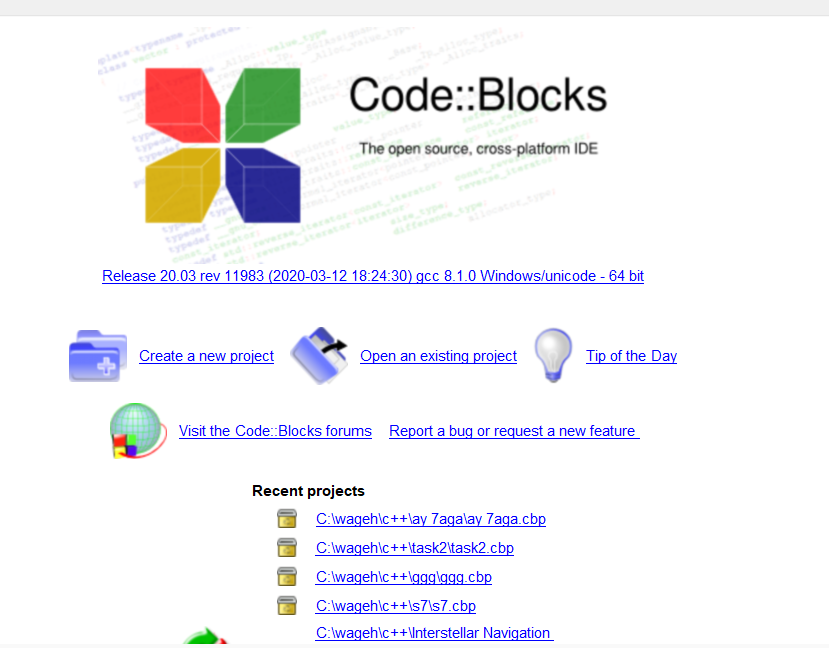 Code::Blocks
The open source, cross-platform IDE
Release 20.03 rev 11983 (2020-03-12 18:24:30) gcc 8.1.0 Windows/unicode - 64 bit
Create a new project
Open an existing project
Tip of the Day
Visit the Code::Blocks forums
Report a bug or request a new feature
Recent projects
C:\wageh\c++\ay 7aga\ay 7aga.cbp
C:\wageh\c++\task2\task2.cbp
C:\wageh\c++\ggg\ggg.cbp
C:\wageh\c++\s7\s7.cbp
C:\wageh\c++\Interstellar Navigation